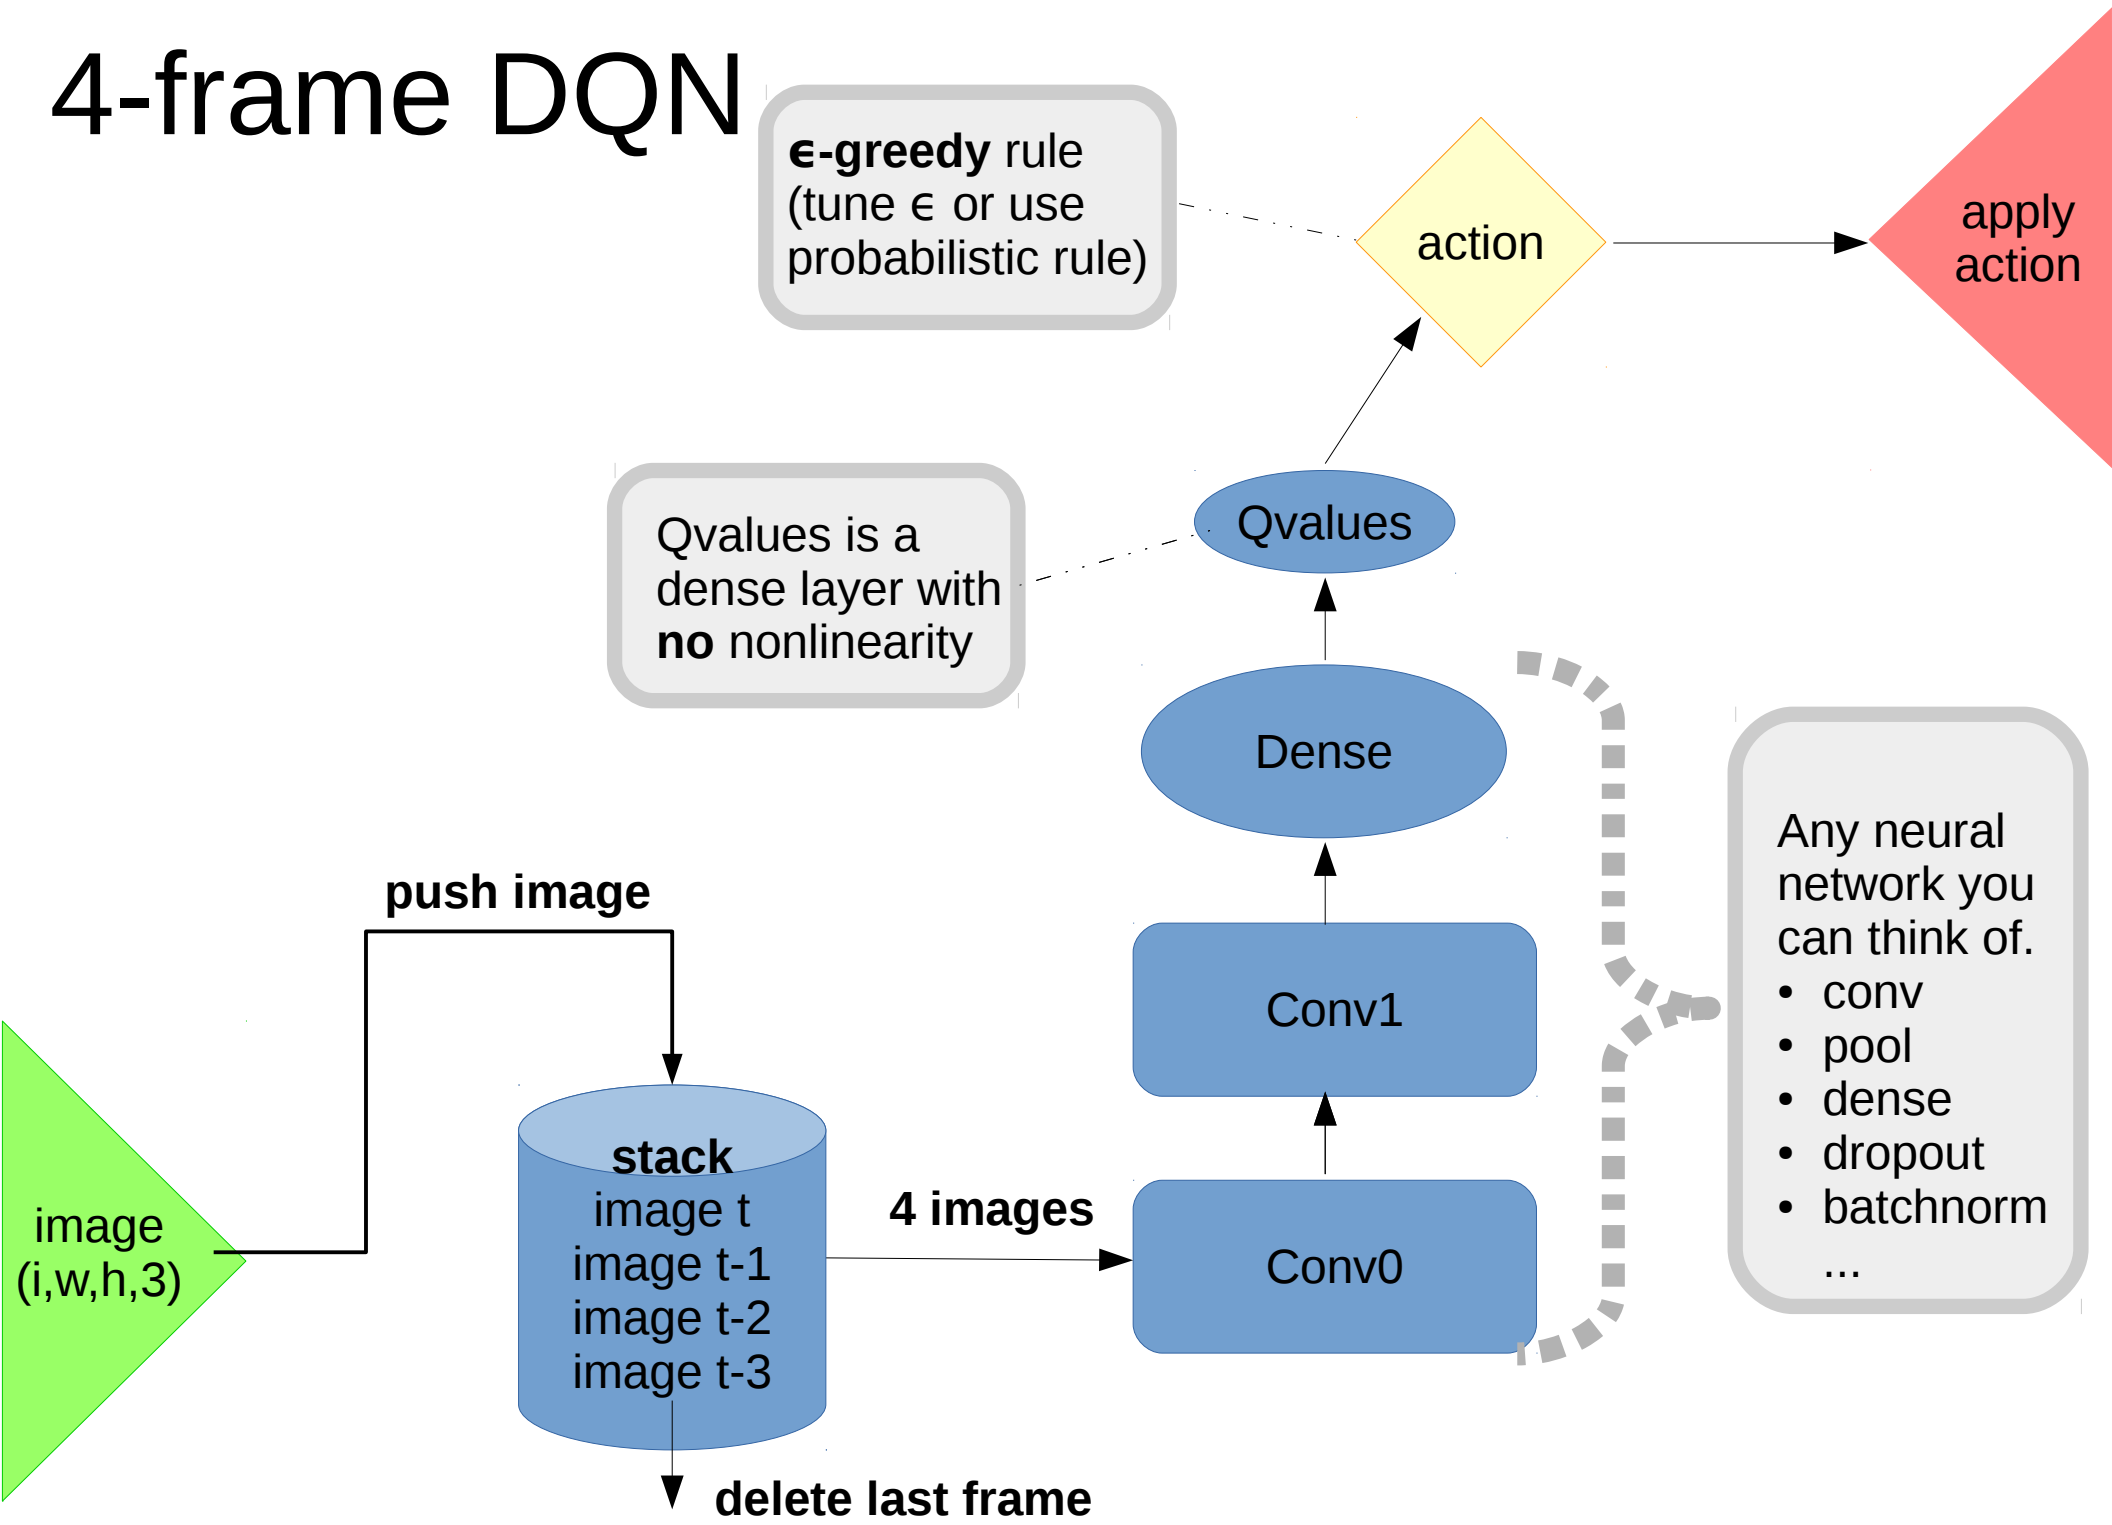 4-frame DQN
ϵ-greedy rule
(tune ϵ or use
probabilistic rule)
action
apply
action
Qvalues is a
dense layer with
no nonlinearity
Qvalues
Dense
Any neural
network you
can think of.
• conv
• pool
• dense
• dropout
• batchnorm
...
push image
Conv1
image
(i,w,h,3)
stack
image t
image t-1
image t-2
image t-3
4 images
Conv0
delete last frame